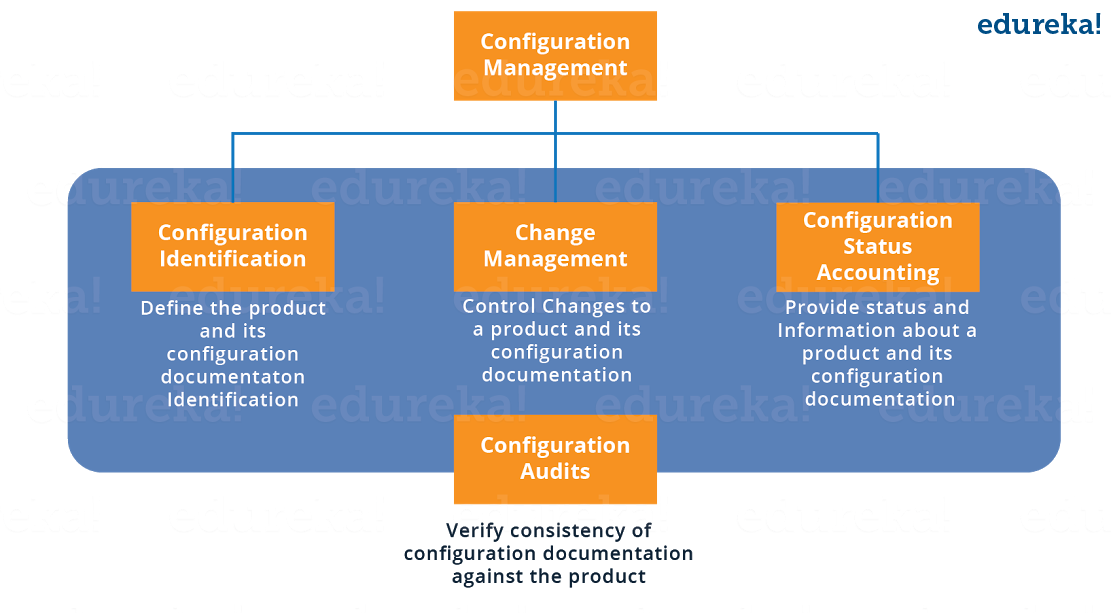 edureka!
Configuration
Management
Configuration
Identification
Define the product
and its
configuration
documentaton
Identification
Change
Management
Control Changes to
a product and its
configuration
documentation
Configuration
Status
Accounting
Provide status and
Information about a
product and its
configuration
documentation
Configuration
Audits
Verify consistency of
configuration documentation
against the product